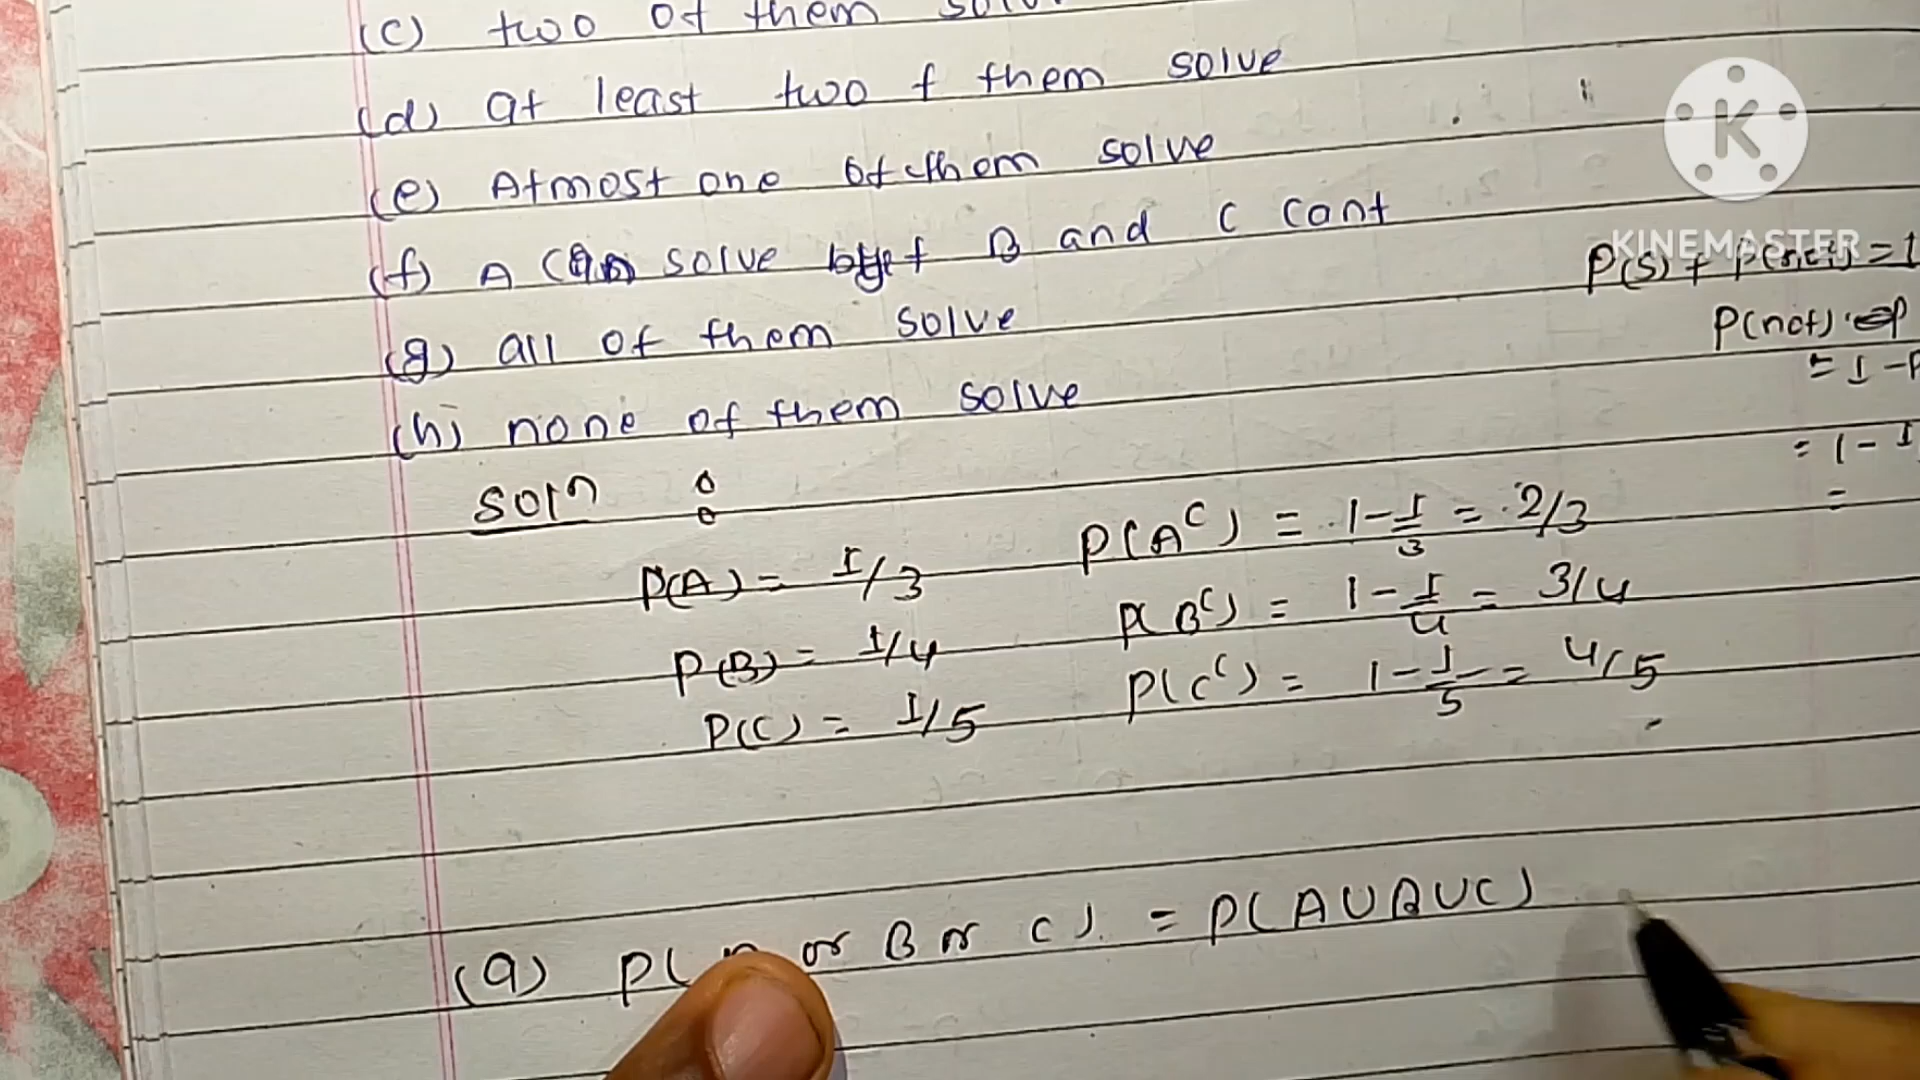 (c) two of them
(d) at least two f them solve
(e) Atmost one of them solve
(f) A can solve but B and C cant
(g) all of them solve
(h) none of them solve
KINEMASTER
P(S) + P(not) = 1
P(not)
= 1 - P
= 1 - 1
=
Soln :
P(A) = 1/3 P(A^c) = 1 - 1/3 = 2/3
P(B) = 1/4 P(B^c) = 1 - 1/4 = 3/4
P(C) = 1/5 P(C^c) = 1 - 1/5 = 4/5
(a) P( or B or C) = P(A∪B∪C)